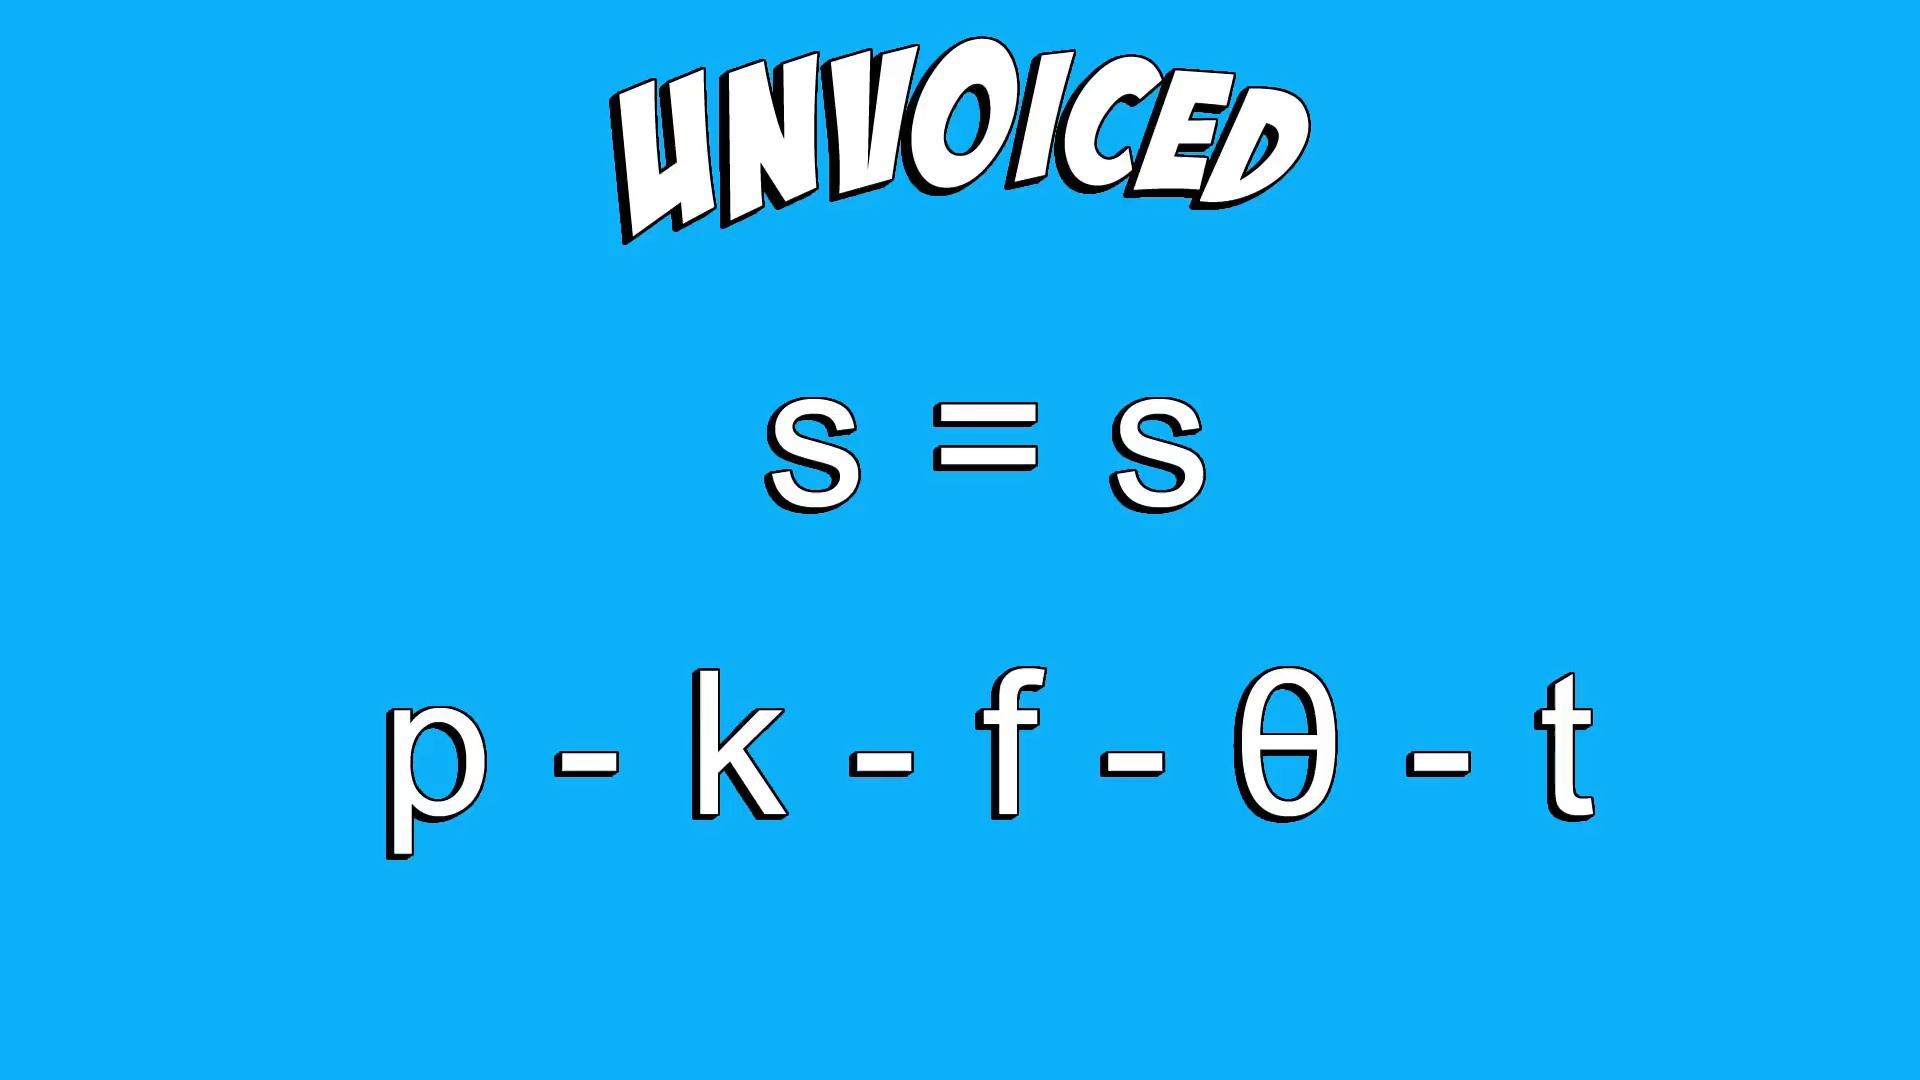 UNVOICED
s = s
p - k - f - θ - t